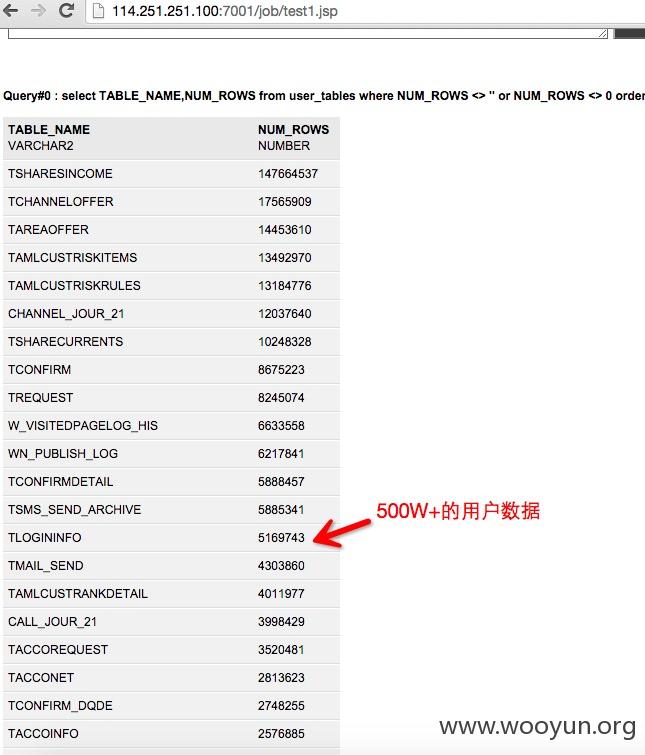 114.251.251.100:7001/job/test1.jsp
Query#0 : select TABLE_NAME,NUM_ROWS from user_tables where NUM_ROWS <> '' or NUM_ROWS <> 0 order
TABLE_NAME NUM_ROWS
VARCHAR2 NUMBER
TSHARESINCOME 147664537
TCHANNELOFFER 17565909
TAREAOFFER 14453610
TAMLCUSTRISKITEMS 13492970
TAMLCUSTRISKRULES 13184776
CHANNEL_JOUR_21 12037640
TSHARECURRENTS 10248328
TCONFIRM 8675223
TREQUEST 8245074
W_VISITEDPAGELOG_HIS 6633558
WN_PUBLISH_LOG 6217841
TCONFIRMDETAIL 5888457
TSMS_SEND_ARCHIVE 5885341
500W+的用户数据
TLOGININFO 5169743
TMAIL_SEND 4303860
TAMLCUSTRANKDETAIL 4011977
CALL_JOUR_21 3998429
TACCOREQUEST 3520481
TACCONET 2813623
TCONFIRM_DQDE 2748255
TACCOINFO 2576885
www.wooyun.org